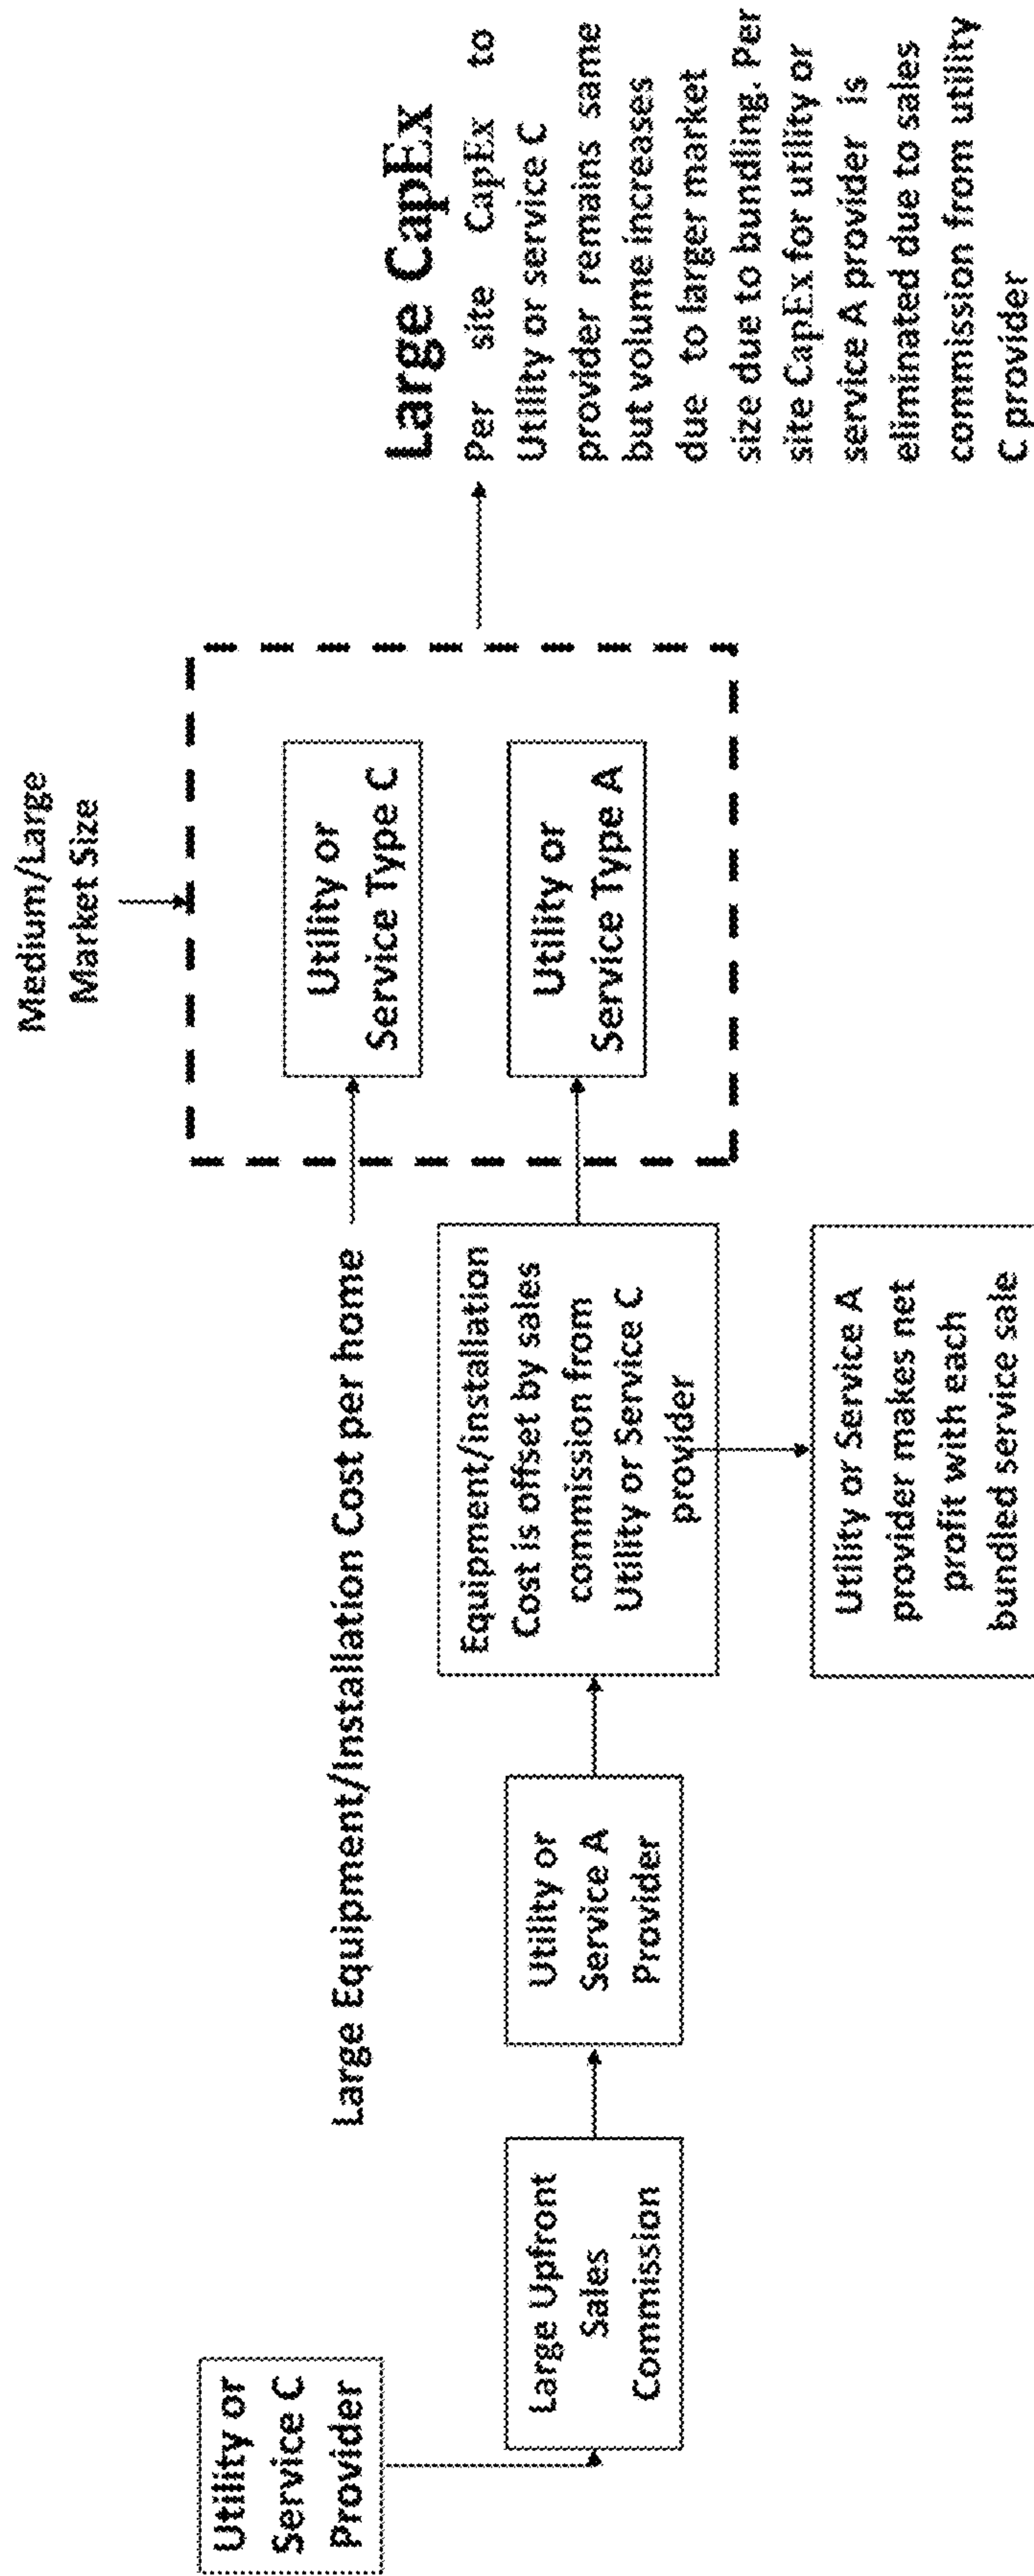 Utility or
Service C
Provider
Large Upfront
Sales
Commission
Utility or
Service A
Provider
Large Equipment/Installation Cost per home
Equipment/installation
Cost is offset by sales
commission from
Utility or Service C
provider
Utility or Service A
provider makes net
profit with each
bundled service sale
Medium/Large
Market Size
Utility or
Service Type C
Utility or
Service Type A
Large CapEx
Per site CapEx to
Utility or service C
provider remains same
but volume increases
due to larger market
size due to bundling. Per
site CapEx for utility or
service A provider is
eliminated due to sales
commission from utility
C provider